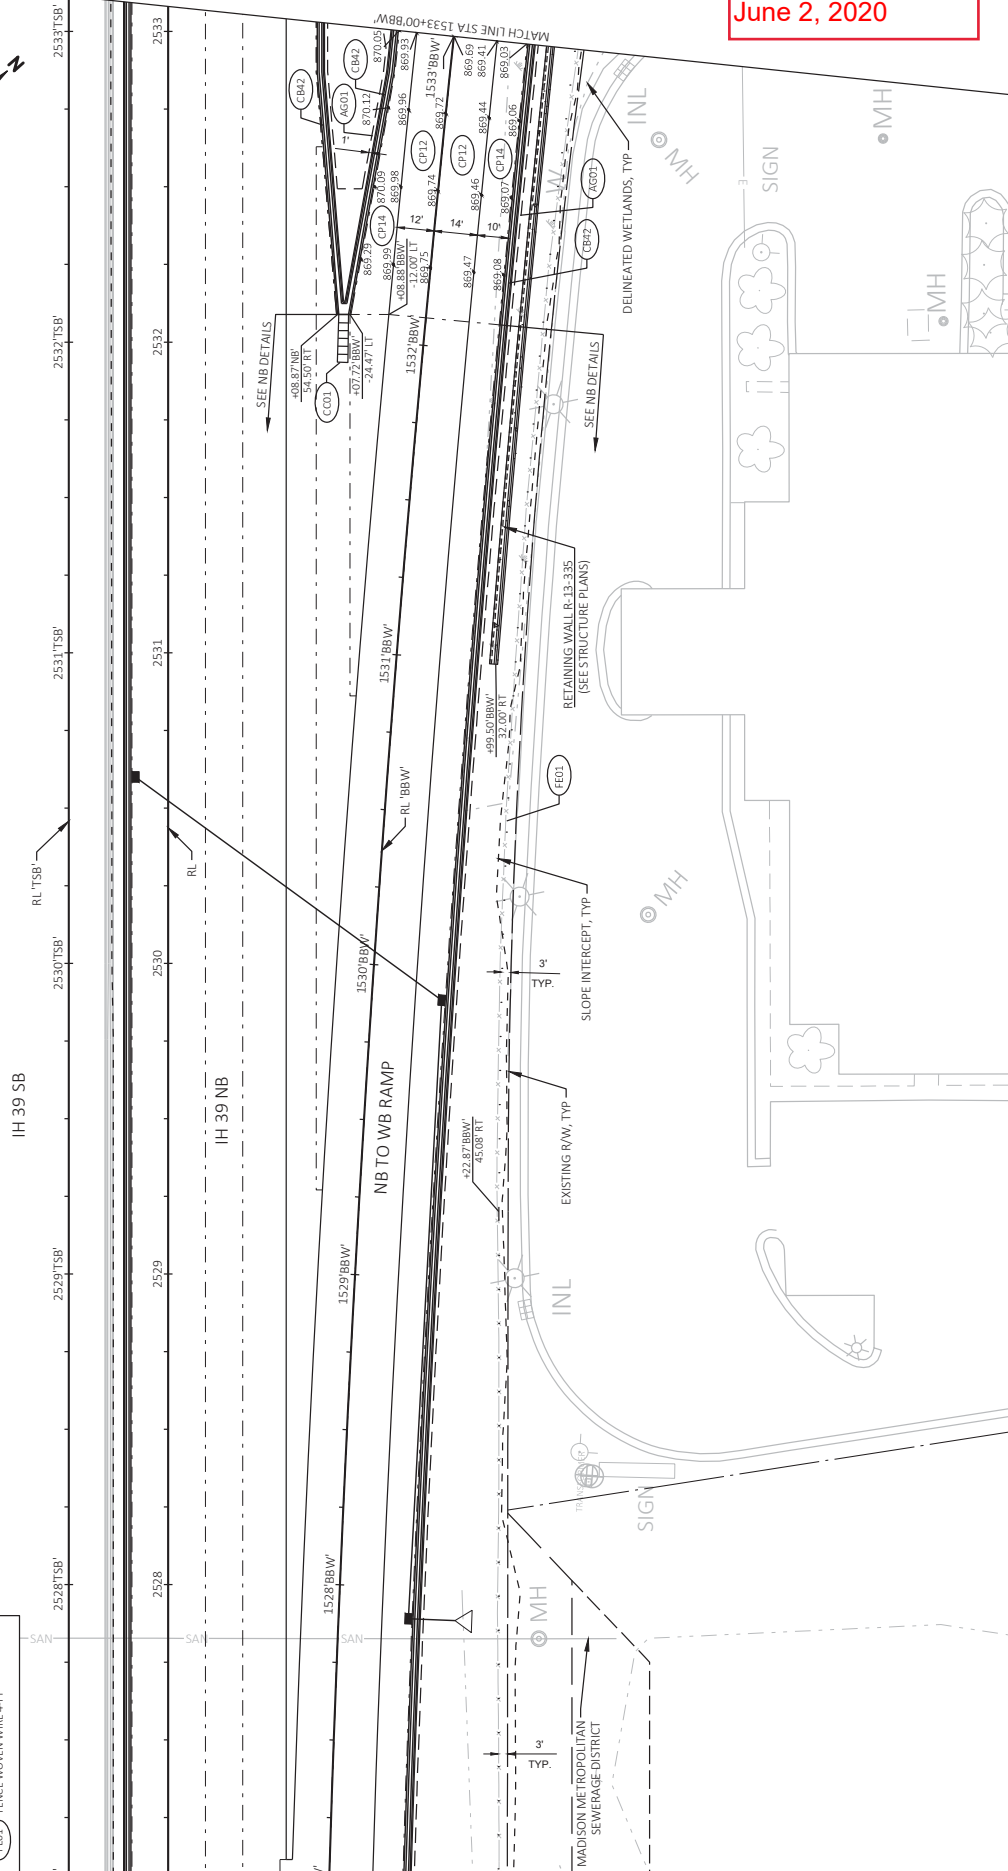 June 2, 2020
MATCH LINE STA 1533+00'BBW'
2533'TSB'
2532'TSB'
2531'TSB'
2530'TSB'
2529'TSB'
2528'TSB'
2533
2532
2531
2530
2529
2528
1533'BBW'
1532'BBW'
1531'BBW'
1530'BBW'
1529'BBW'
1528'BBW'
CB42
CB42
AG01
1'
870.05
869.93
870.12
869.96
870.09
869.98
869.29
869.99
869.72
869.74
869.75
869.69
869.41
869.44
869.46
869.47
869.03
869.06
869.07
869.08
CP12
CP12
CP14
CP14
12'
14'
10'
AG01
CB42
+08.88'BBW'
-12.00' LT
+08.87'NB'
54.50' RT
+07.72'BBW'
-24.47' LT
CC01
SEE NB DETAILS
SEE NB DETAILS
DELINEATED WETLANDS, TYP
W
INL
MH
MH
SIGN
E
MH
RETAINING WALL R-13-335
(SEE STRUCTURE PLANS)
+99.50'BBW'
32.00' RT
FE01
RL 'TSB'
RL
RL 'BBW'
SLOPE INTERCEPT, TYP
MH
3'
TYP.
EXISTING R/W, TYP
+22.87'BBW'
45.08' RT
IH 39 SB
IH 39 NB
NB TO WB RAMP
INL
SIGN
MH
SAN
SAN
SAN
3'
TYP.
MADISON METROPOLITAN
SEWERAGE DISTRICT